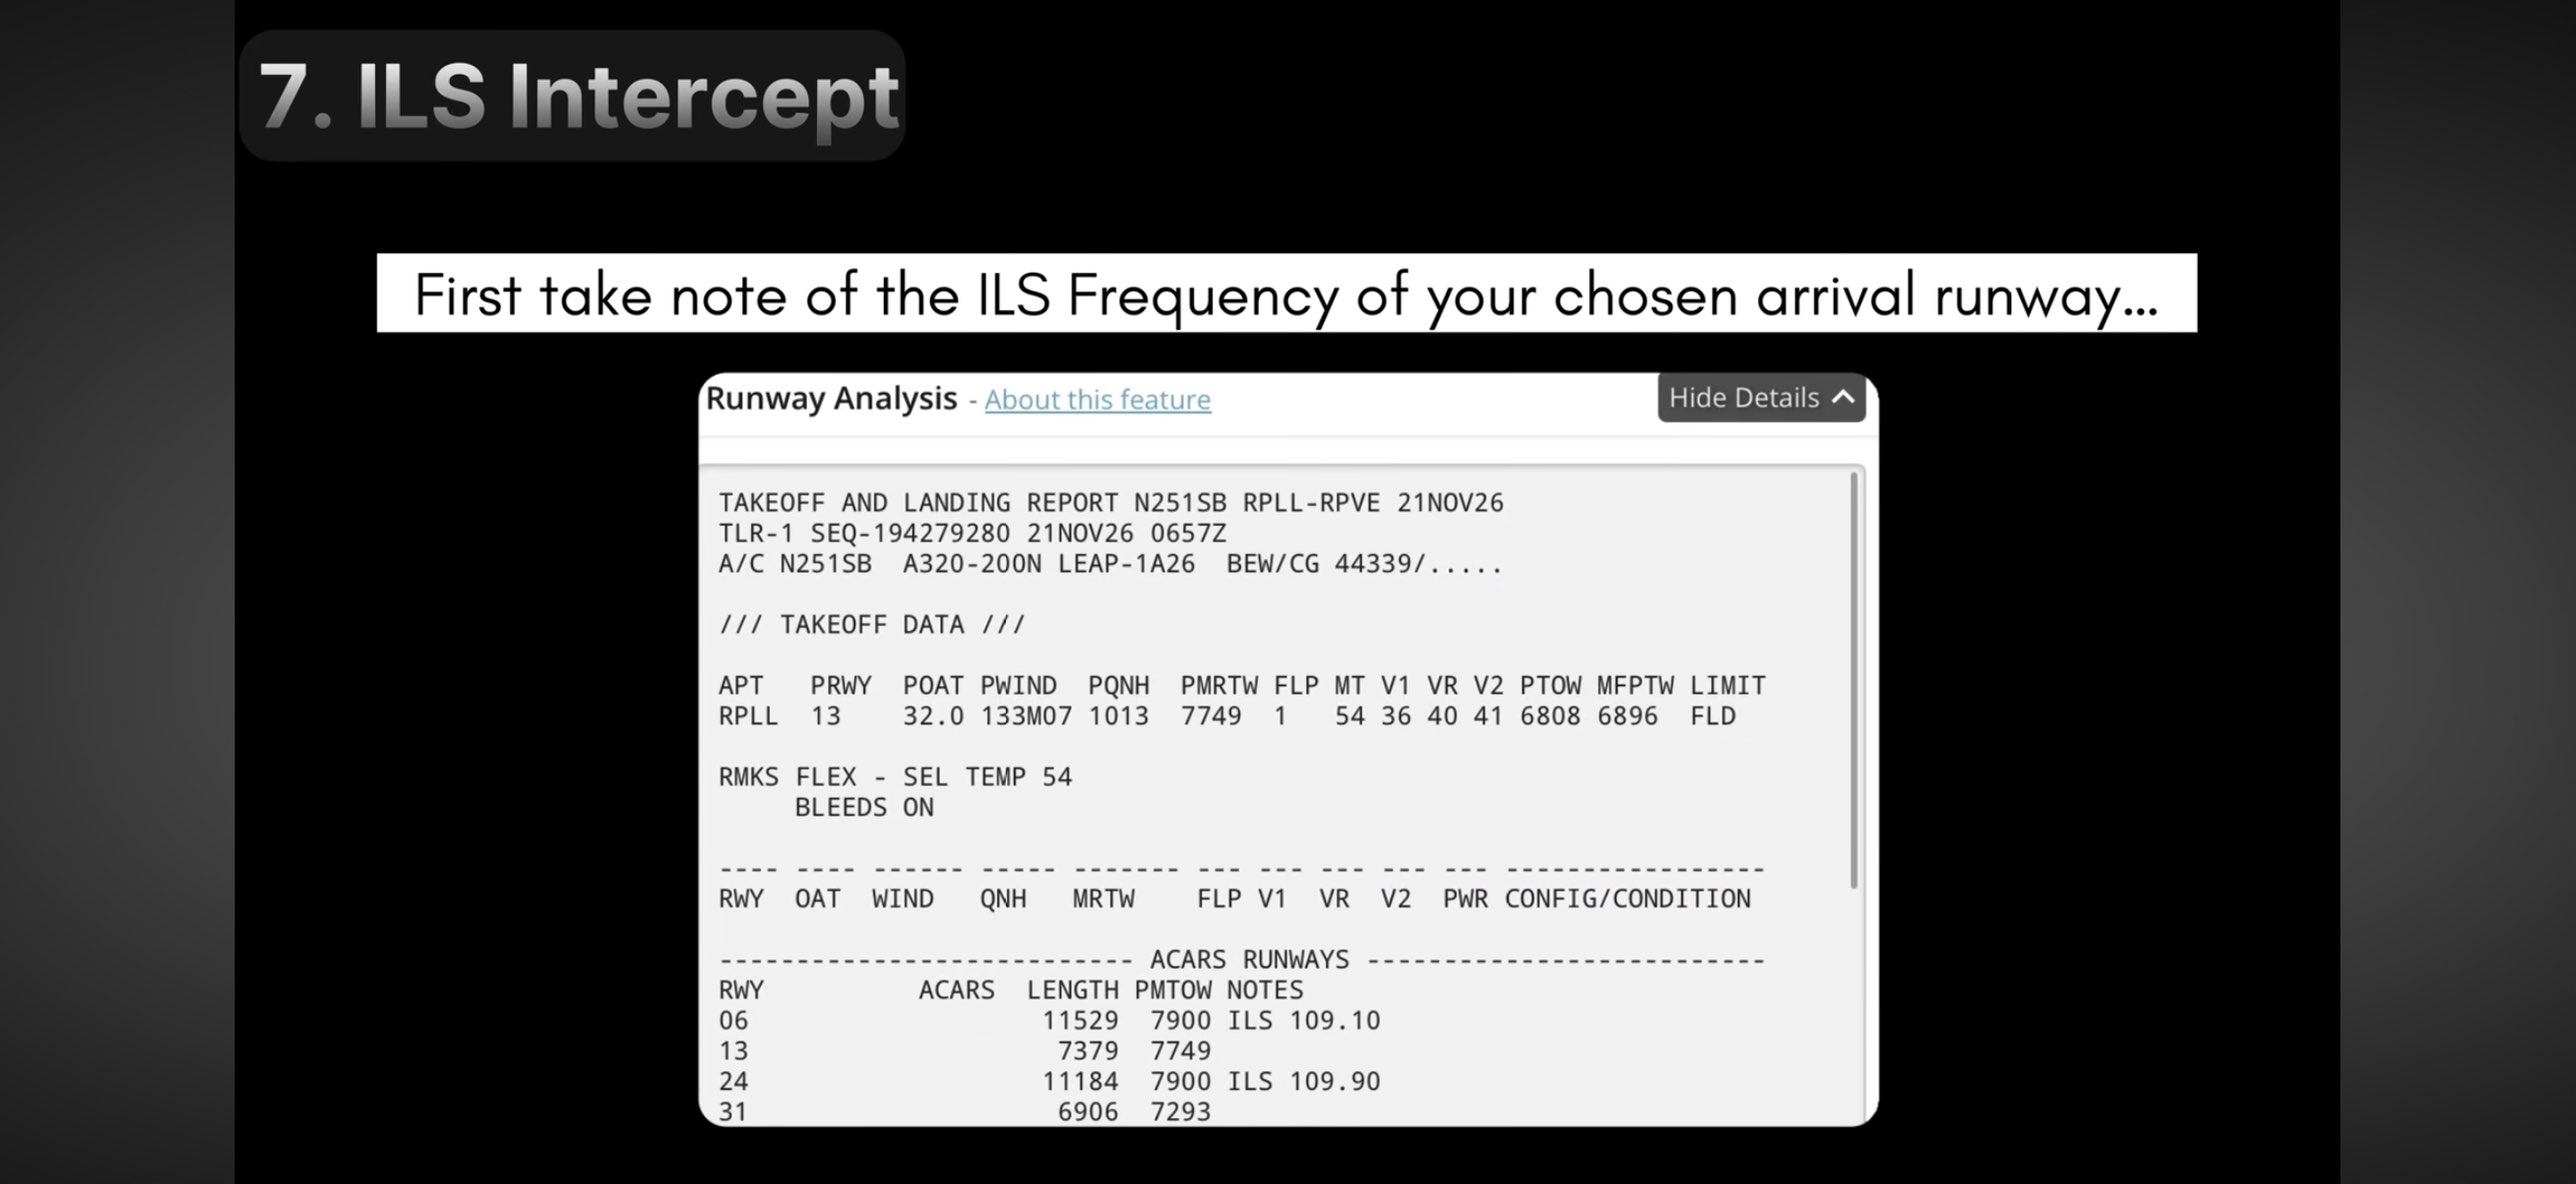 7. ILS Intercept
First take note of the ILS Frequency of your chosen arrival runway...
Runway Analysis - About this feature
Hide Details
TAKEOFF AND LANDING REPORT N251SB RPLL-RPVE 21NOV26
TLR-1 SEQ-194279280 21NOV26 0657Z
A/C N251SB  A320-200N LEAP-1A26  BEW/CG 44339/.....
/// TAKEOFF DATA ///
APT   PRWY  POAT PWIND  PQNH  PMRTW FLP MT V1 VR V2 PTOW MFPTW LIMIT
RPLL  13    32.0 133M07 1013  7749  1   54 36 40 41 6808 6896  FLD
RMKS FLEX - SEL TEMP 54
BLEEDS ON
---- ---- ------ ----- ------- --- --- --- --- --- -----------------
RWY  OAT  WIND   QNH   MRTW    FLP V1  VR  V2  PWR CONFIG/CONDITION
--------------------------- ACARS RUNWAYS --------------------------
RWY          ACARS  LENGTH PMTOW NOTES
06                   11529  7900 ILS 109.10
13                    7379  7749
24                   11184  7900 ILS 109.90
31                    6906  7293